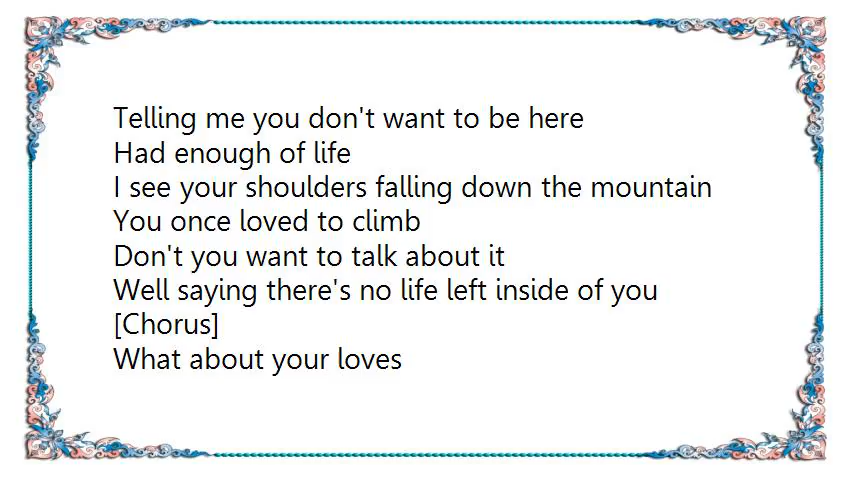 Telling me you don't want to be here
Had enough of life
I see your shoulders falling down the mountain
You once loved to climb
Don't you want to talk about it
Well saying there's no life left inside of you
[Chorus]
What about your loves